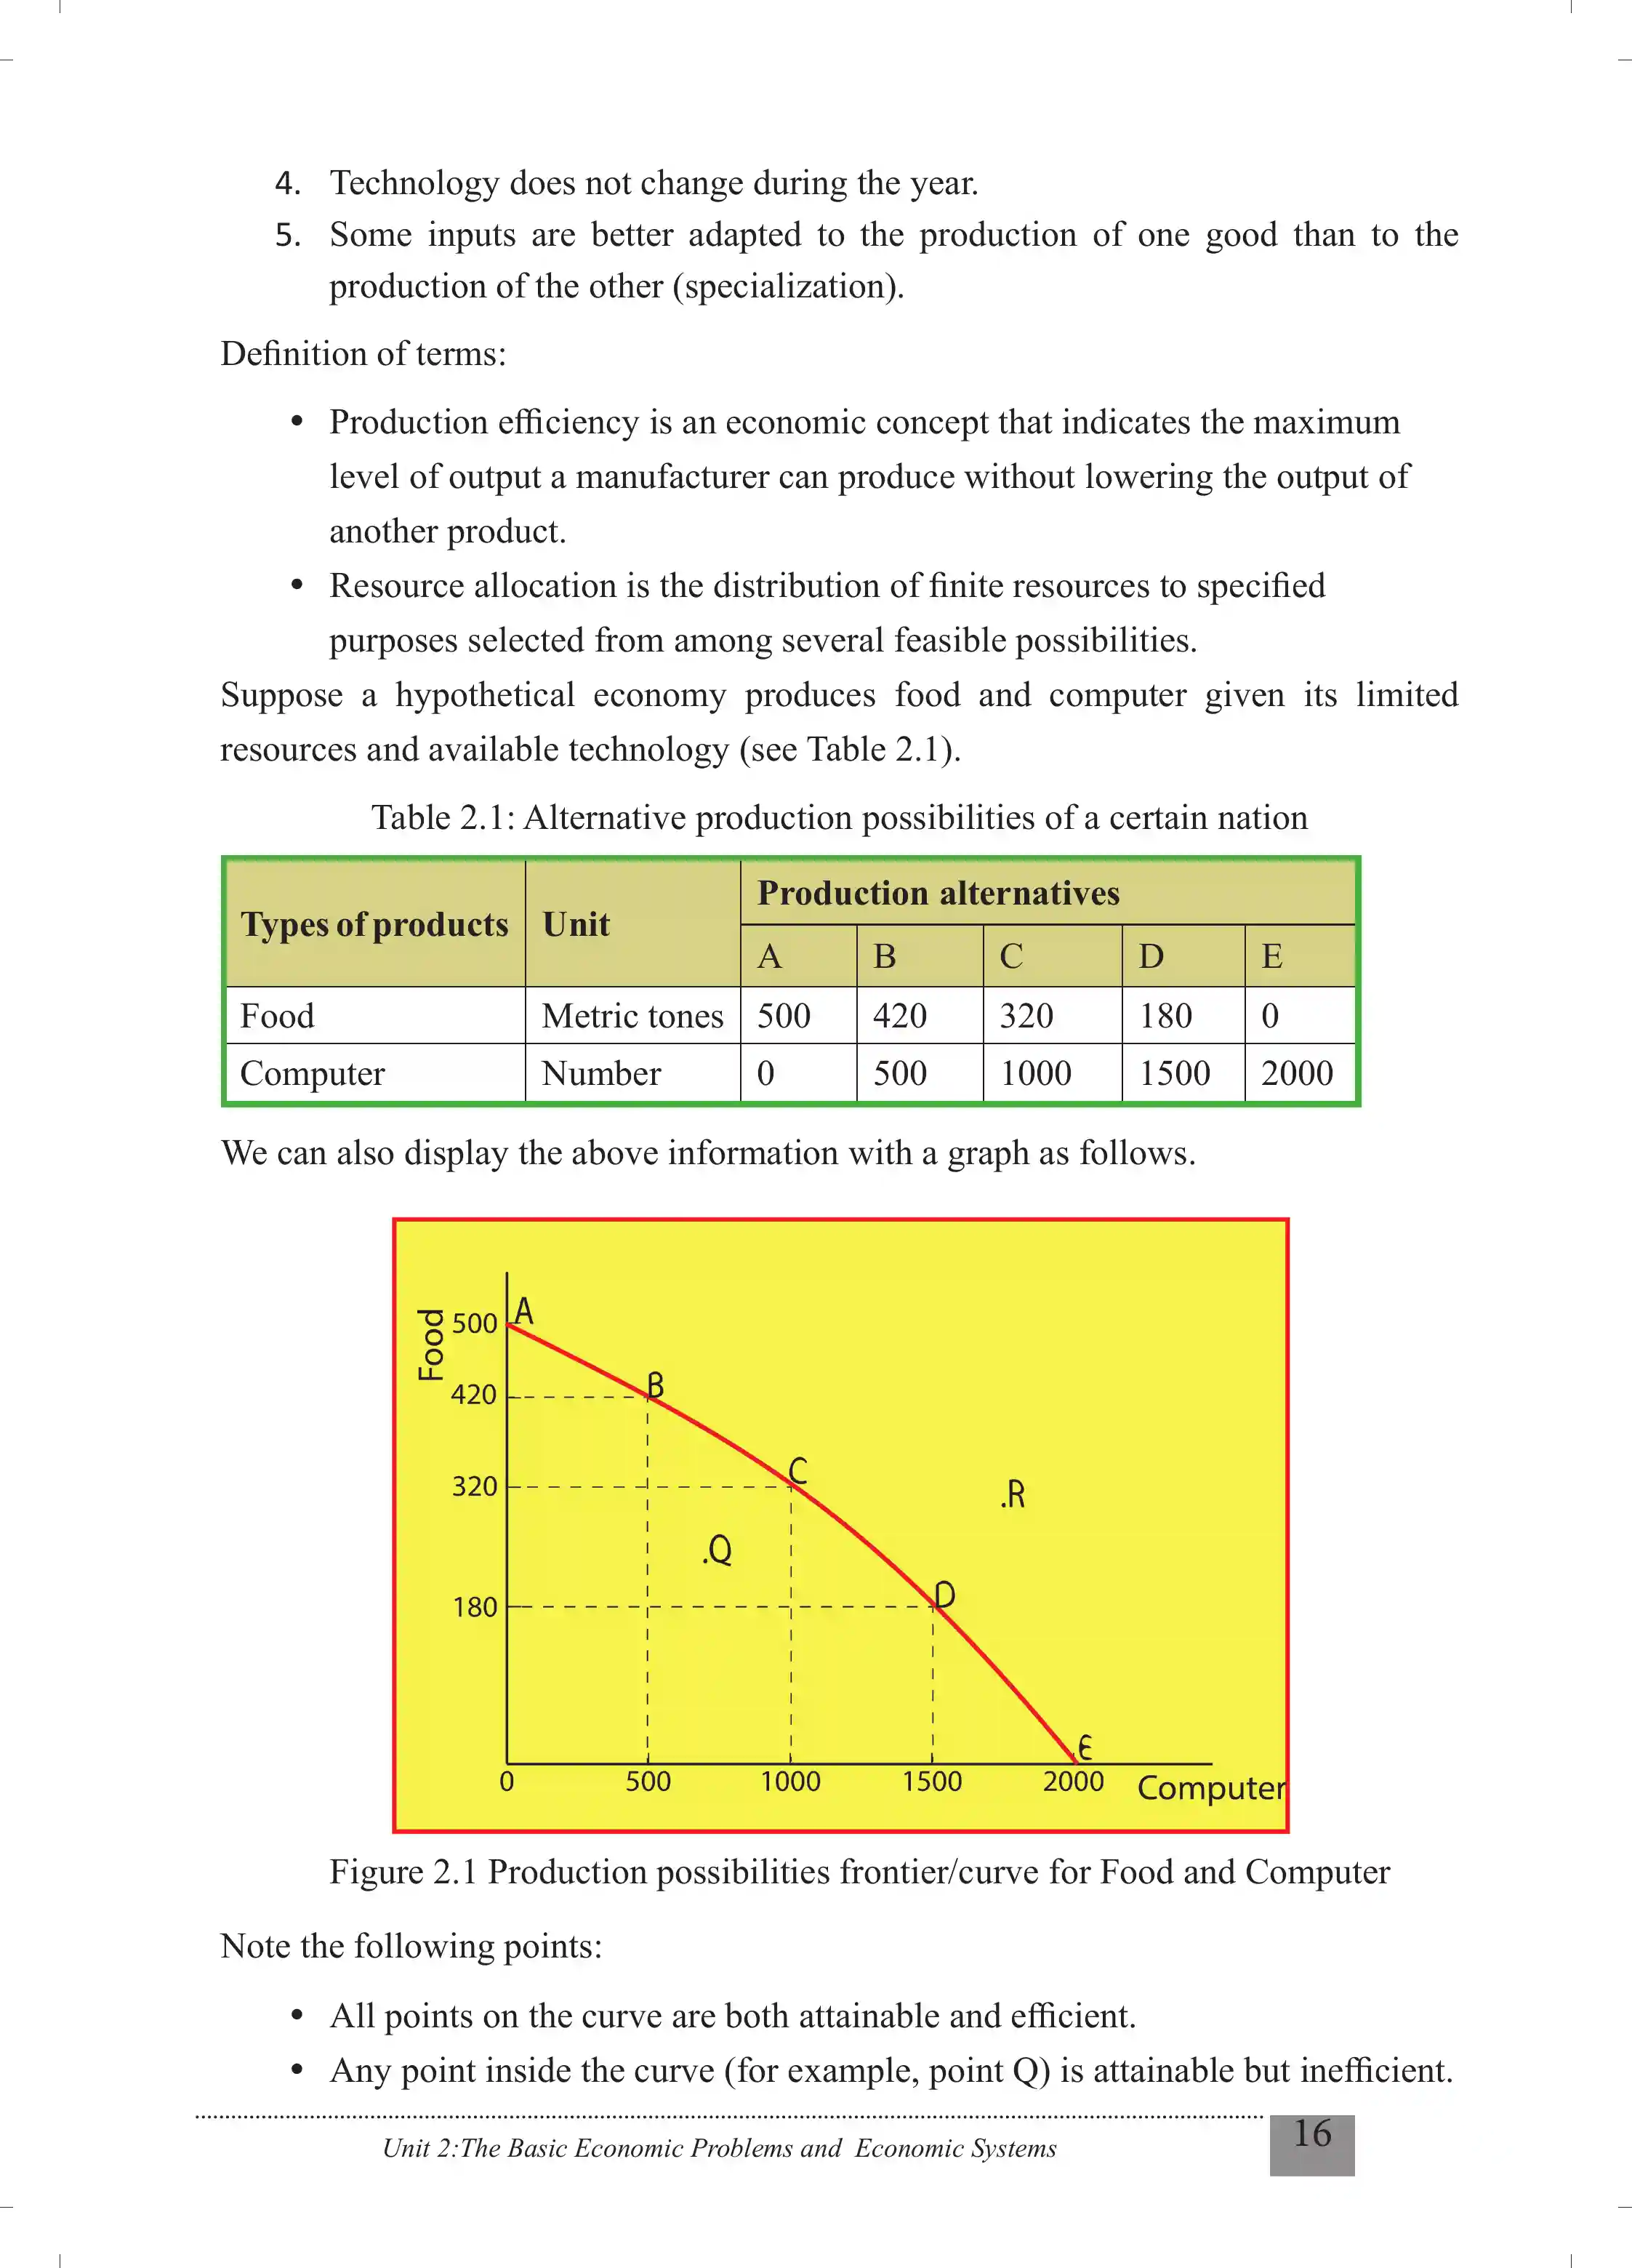 4. Technology does not change during the year.
5. Some inputs are better adapted to the production of one good than to the
production of the other (specialization).
Definition of terms:
• Production efficiency is an economic concept that indicates the maximum
level of output a manufacturer can produce without lowering the output of
another product.
• Resource allocation is the distribution of finite resources to specified
purposes selected from among several feasible possibilities.
Suppose a hypothetical economy produces food and computer given its limited
resources and available technology (see Table 2.1).
Table 2.1: Alternative production possibilities of a certain nation
Types of products Unit Production alternatives
A B C D E
Food Metric tones 500 420 320 180 0
Computer Number 0 500 1000 1500 2000
We can also display the above information with a graph as follows.
Food
500 A
420 B
320 C
.R
.Q
180 D
E
0 500 1000 1500 2000 Computer
Figure 2.1 Production possibilities frontier/curve for Food and Computer
Note the following points:
• All points on the curve are both attainable and efficient.
• Any point inside the curve (for example, point Q) is attainable but inefficient.
16
Unit 2:The Basic Economic Problems and Economic Systems